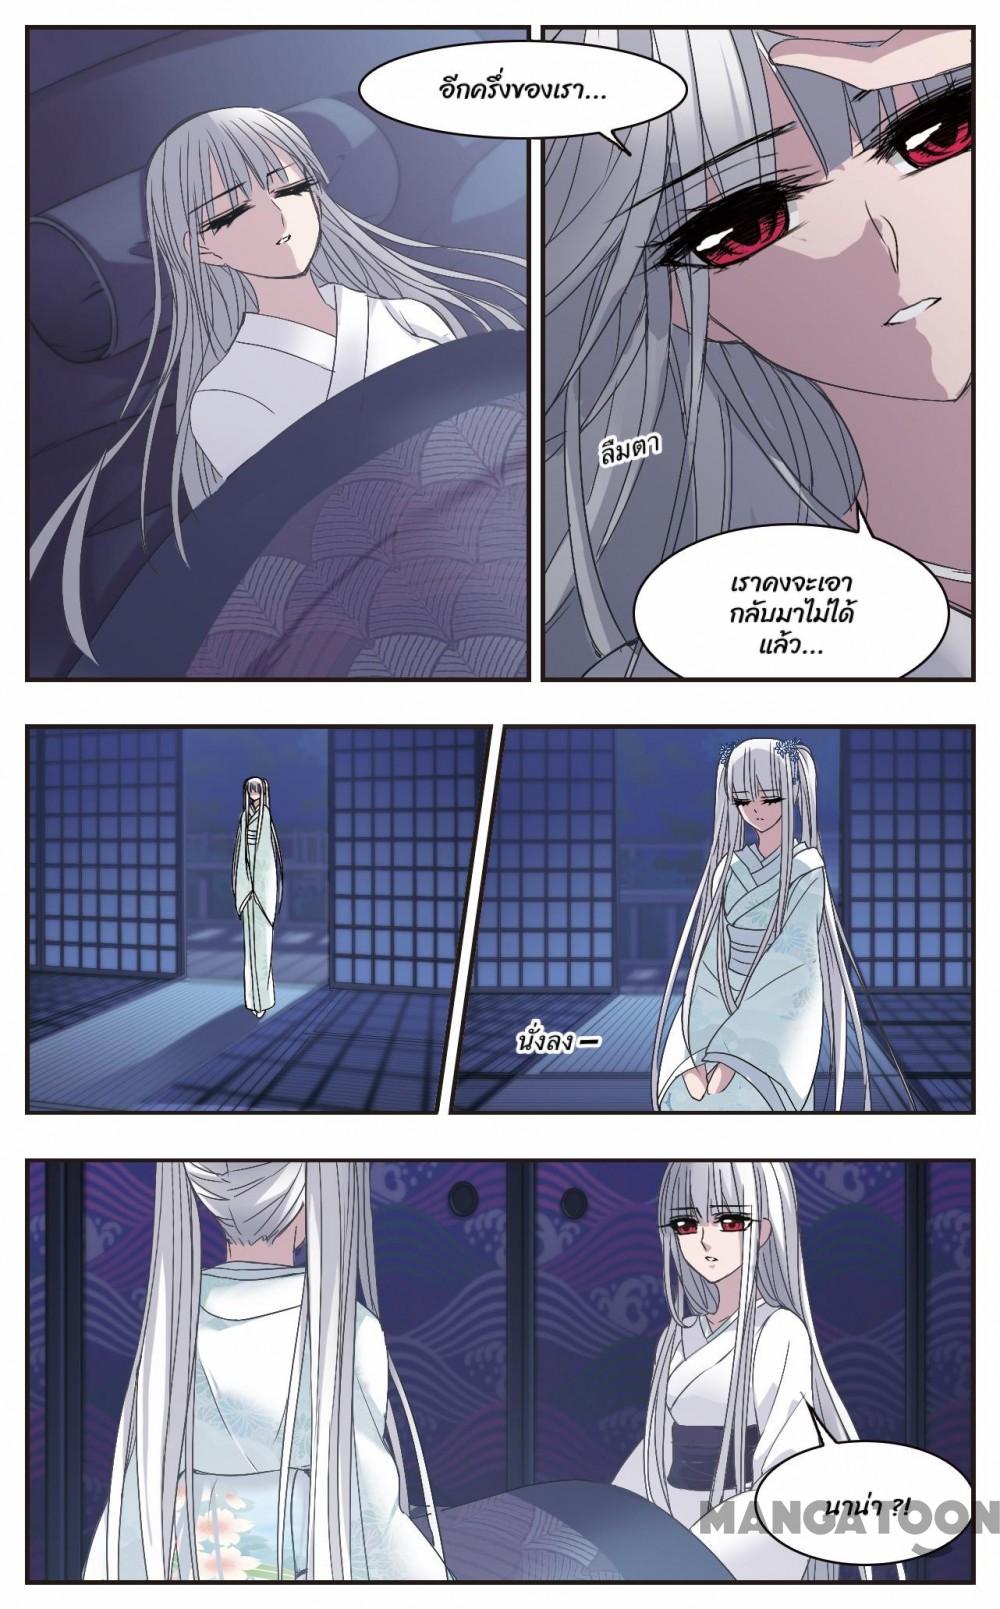 อีกครึ่งของเรา...
ลืมตา
เราคงจะเอา
กลับมาไม่ได้
แล้ว...
นั่งลง —
นาน่า ?!
MANGATOON